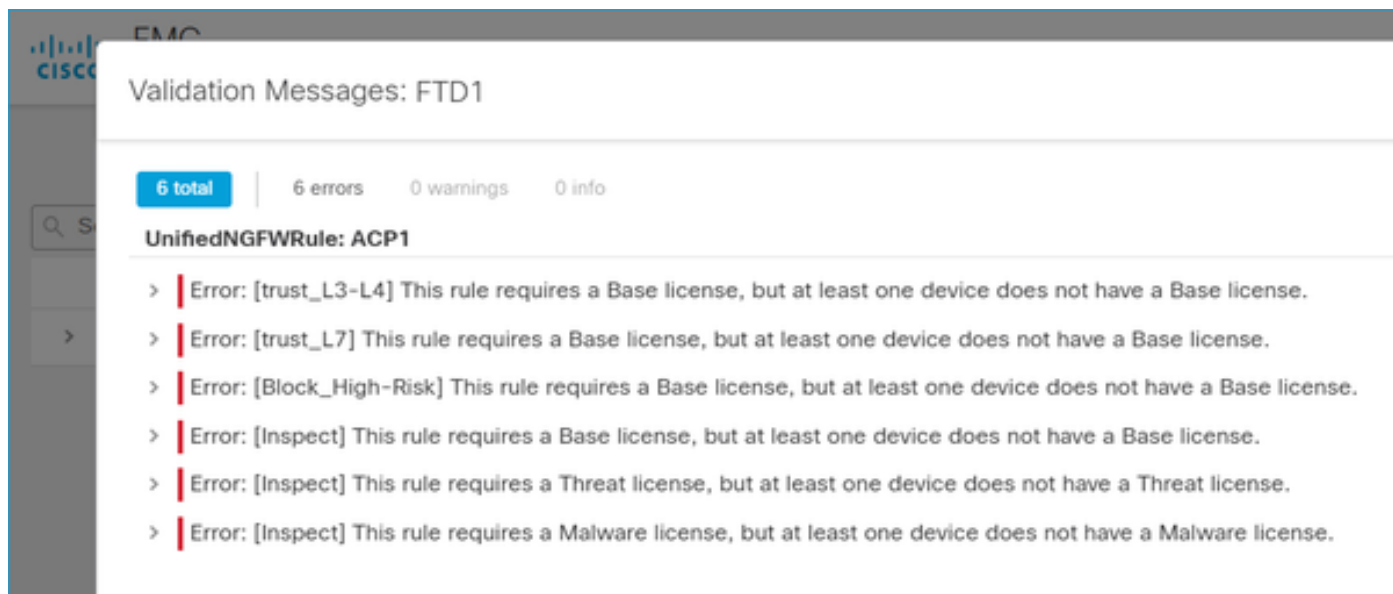 FMC
CISCO
Validation Messages: FTD1
6 total 6 errors 0 warnings 0 info
UnifiedNGFWRule: ACP1
Error: [trust_L3-L4] This rule requires a Base license, but at least one device does not have a Base license.
Error: [trust_L7] This rule requires a Base license, but at least one device does not have a Base license.
Error: [Block_High-Risk] This rule requires a Base license, but at least one device does not have a Base license.
Error: [Inspect] This rule requires a Base license, but at least one device does not have a Base license.
Error: [Inspect] This rule requires a Threat license, but at least one device does not have a Threat license.
Error: [Inspect] This rule requires a Malware license, but at least one device does not have a Malware license.